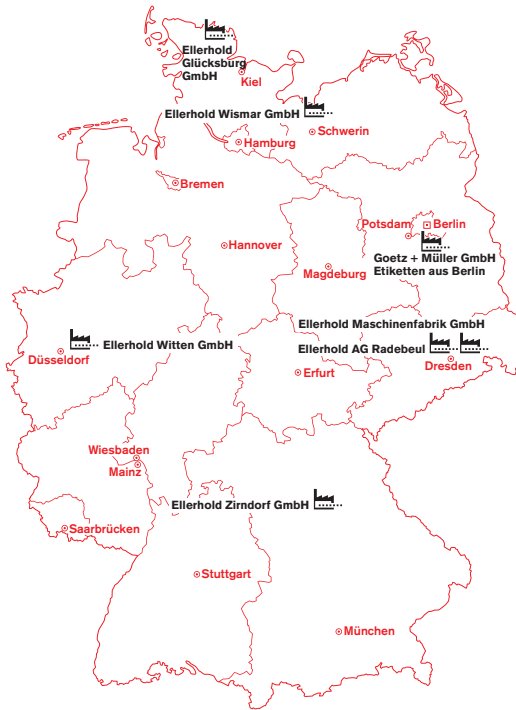 Ellerhold
Glücksburg
GmbH
Kiel
Ellerhold Wismar GmbH
Schwerin
Hamburg
Bremen
Potsdam
Berlin
Hannover
Goetz + Müller GmbH
Etiketten aus Berlin
Magdeburg
Ellerhold Maschinenfabrik GmbH
Ellerhold Witten GmbH
Ellerhold AG Radebeul
Düsseldorf
Dresden
Erfurt
Wiesbaden
Mainz
Ellerhold Zirndorf GmbH
Saarbrücken
Stuttgart
München